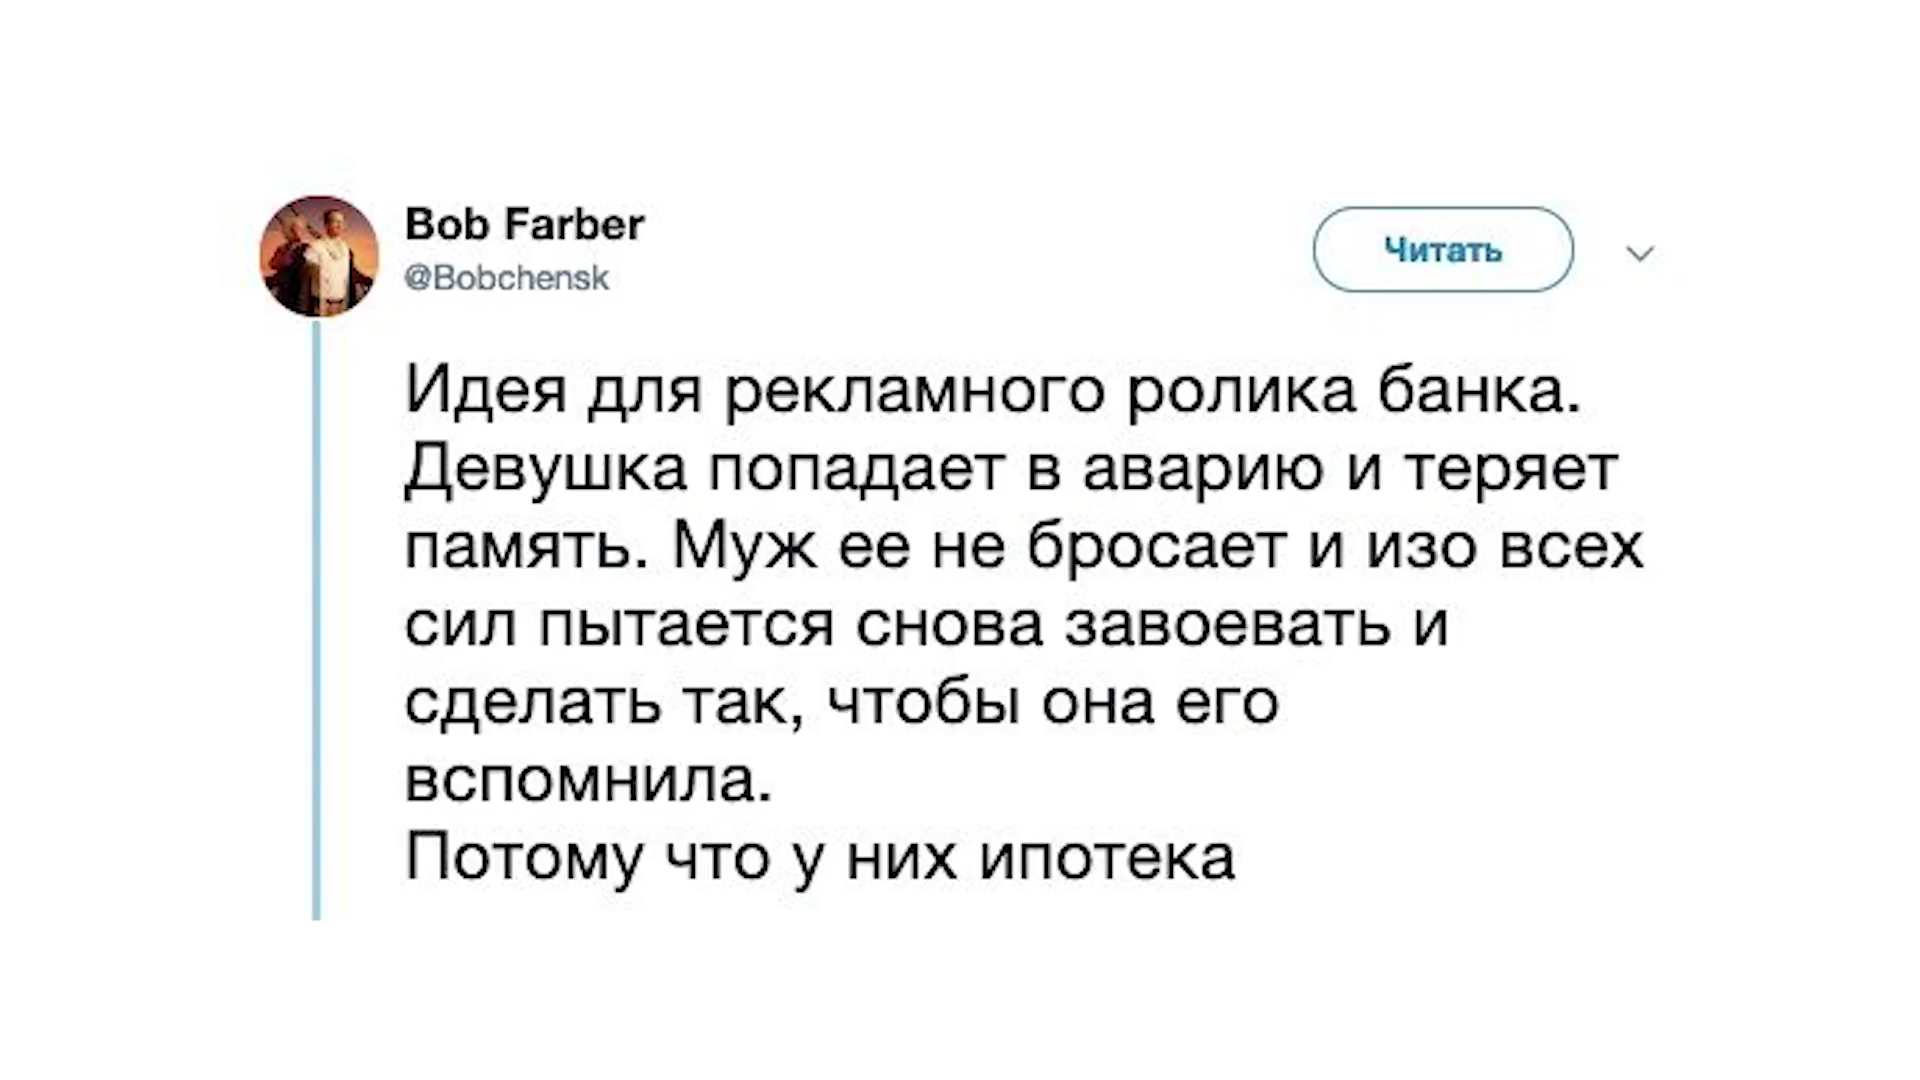 Bob Farber
@Bobchensk
Читать
Идея для рекламного ролика банка.
Девушка попадает в аварию и теряет
память. Муж ее не бросает и изо всех
сил пытается снова завоевать и
сделать так, чтобы она его
вспомнила.
Потому что у них ипотека